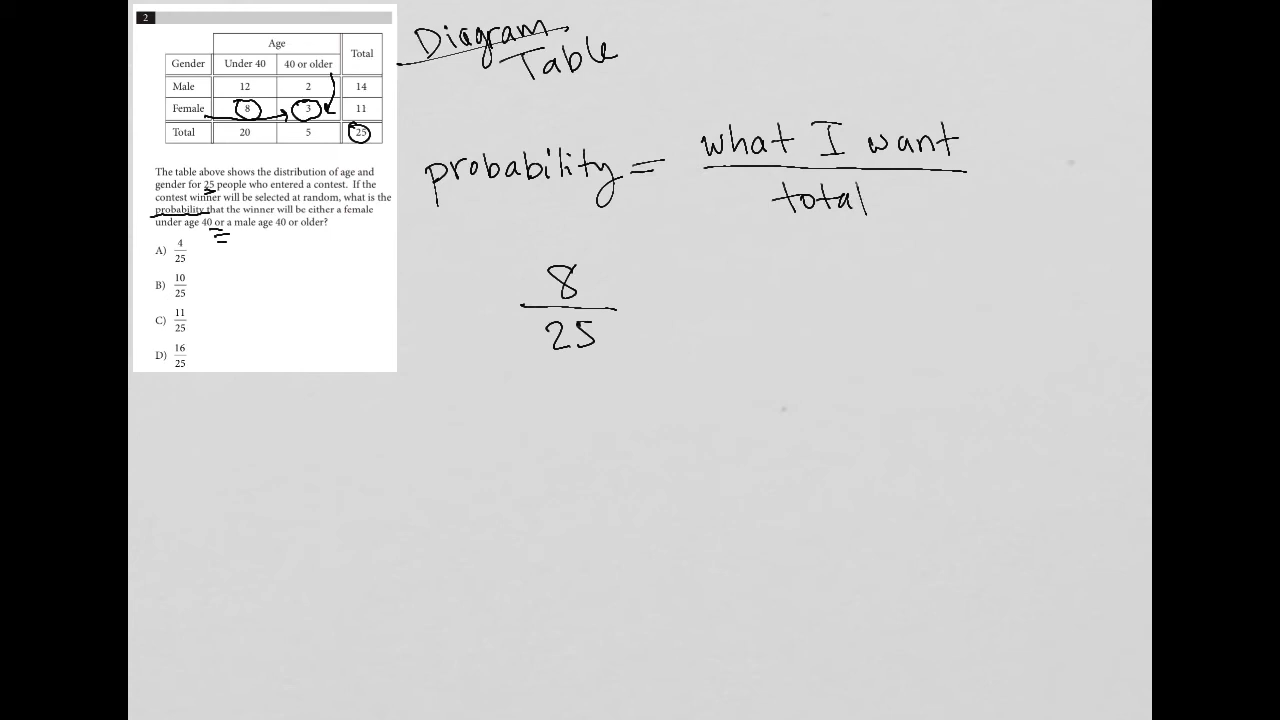 2
Age
Total
Gender Under 40 40 or older
Male 12 2 14
Female 8 3 11
Total 20 5 25
The table above shows the distribution of age and
gender for 25 people who entered a contest. If the
contest winner will be selected at random, what is the
probability that the winner will be either a female
under age 40 or a male age 40 or older?
A) 4/25
B) 10/25
C) 11/25
D) 16/25
Diagram
Table
probability = what I want
total
8
25